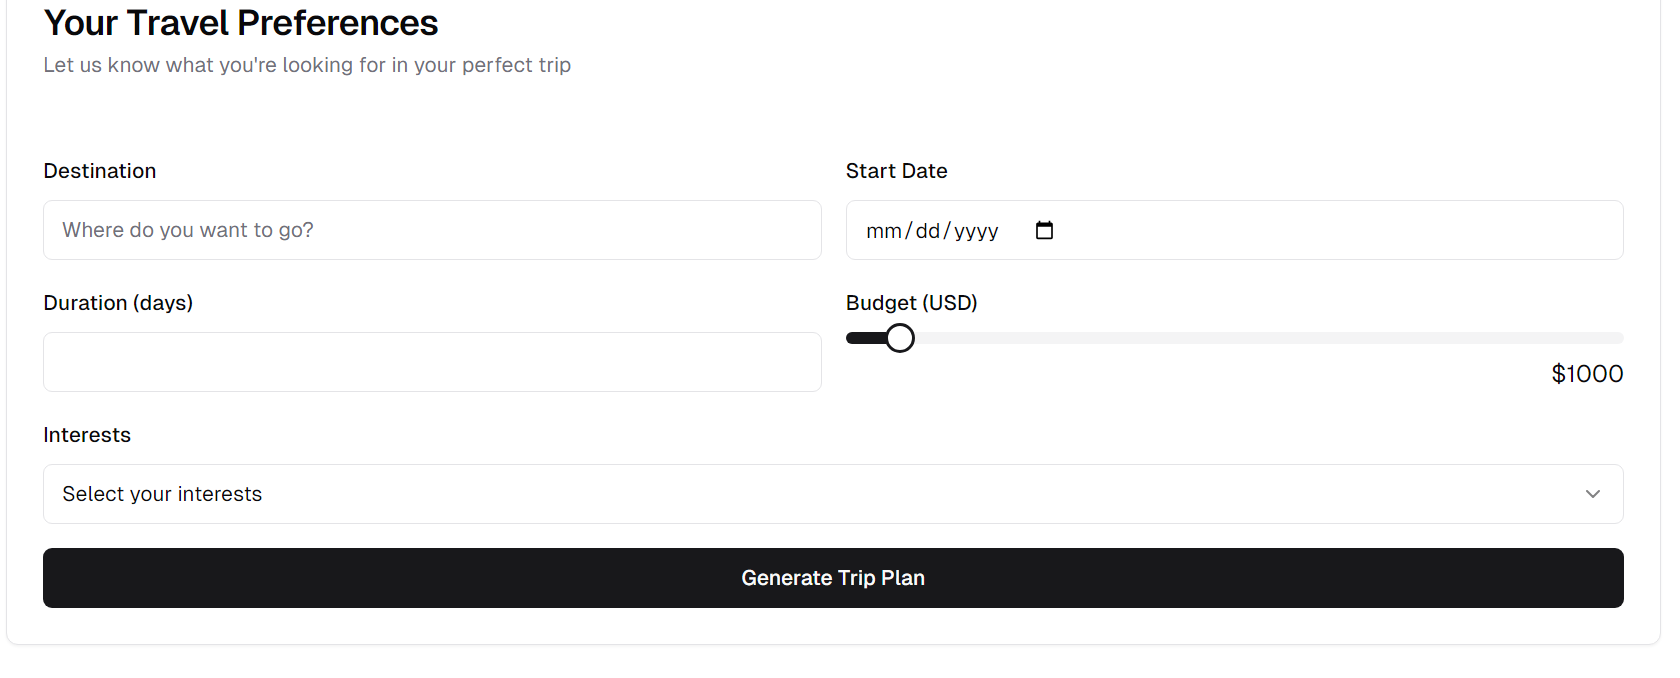 Your Travel Preferences
Let us know what you're looking for in your perfect trip
Destination
Where do you want to go?
Start Date
mm/dd/yyyy
Duration (days)
Budget (USD)
$1000
Interests
Select your interests
Generate Trip Plan